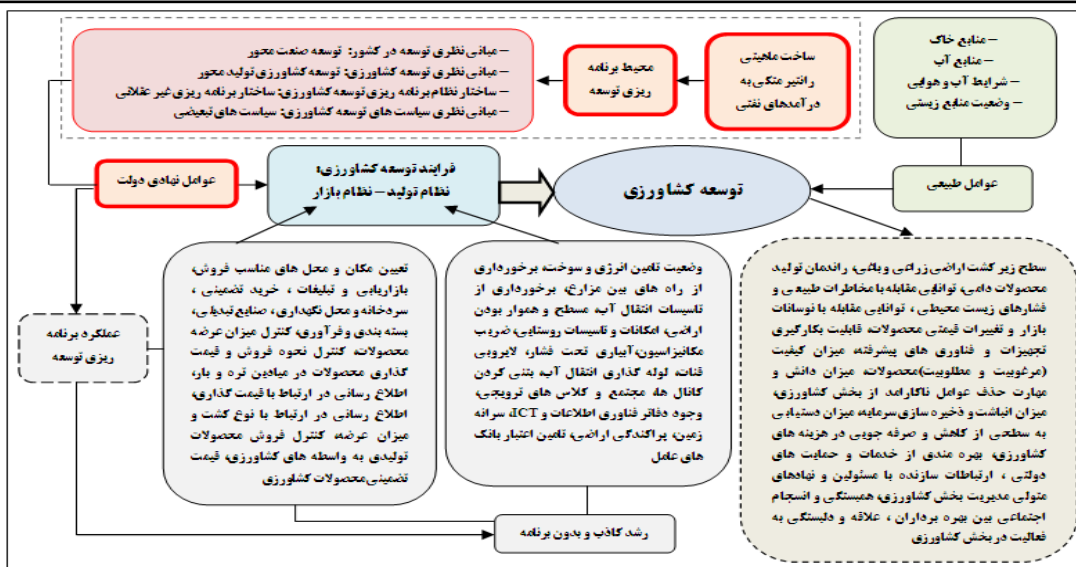 – منابع خاک
– منابع آب
– شرایط آب و هوایی
– وضعیت منابع زیستی
ساخت ماهیتی
رانتیر متکی به
درآمدهای نفتی
محیط برنامه
ریزی توسعه
– مبانی نظری توسعه در کشور: توسعه صنعت محور
– مبانی نظری توسعه کشاورزی: توسعه کشاورزی تولید محور
– ساختار نظام برنامه ریزی توسعه کشاورزی: ساختار برنامه ریزی غیر عقلانی
– مبانی نظری سیاست های توسعه کشاورزی: سیاست های تبعیضی
عوامل طبیعی
توسعه کشاورزی
فرایند توسعه کشاورزی:
نظام تولید – نظام بازار
عوامل نهادی دولت
سطح زیر کشت اراضی زراعی و باغی، راندمان تولید
محصولات دامی، توانایی مقابله با مخاطرات طبیعی و
فشارهای زیست محیطی ، توانایی مقابله با نوسانات
بازار و تغییرات قیمتی محصولات، قابلیت بکارگیری
تجهیزات و فناوری های پیشرفته، میزان کیفیت
(مرغوبیت و مطلوبیت)محصولات، میزان دانش و
مهارت حذف عوامل ناکارامد از بخش کشاورزی،
میزان انباشت و ذخیره سازی سرمایه، میزان دستیابی
به سطحی از کاهش و صرفه جویی در هزینه های
کشاورزی، بهره مندی از خدمات و حمایت های
دولتی ، ارتباطات سازنده با مسئولین و نهادهای
متولی مدیریت بخش کشاورزی، همبستگی و انسجام
اجتماعی بین بهره برداران ، علاقه و دلبستگی به
فعالیت در بخش کشاورزی
وضعیت تامین انرژی و سوخت، برخورداری
از راه های بین مزارع، برخورداری از
تاسیسات انتقال آب، مسطح و هموار بودن
اراضی، امکانات و تاسیسات روستایی، ضریب
مکانیزاسیون، آبیاری تحت فشار، لایروبی
قنات، لوله گذاری انتقال آب، بتنی کردن
کانال ها، مجتمع و کلاس های ترویجی،
وجود دفاتر فناوری اطلاعات و ICT، سرانه
زمین، پراکندگی اراضی، تامین اعتبار بانک
های عامل
تعیین مکان و محل های مناسب فروش،
بازاریابی و تبلیغات ، خرید تضمینی ،
سردخانه و محل نگهداری ، صنایع تبدیلی،
بسته بندی و فرآوری، کنترل میزان عرضه
محصولات، کنترل نحوه فروش و قیمت
گذاری محصولات در میادین تره و بار،
اطلاع رسانی در ارتباط با قیمت گذاری،
اطلاع رسانی در ارتباط با نوع کشت و
میزان عرضه، کنترل فروش محصولات
تولیدی به واسطه های کشاورزی، قیمت
تضمینی محصولات کشاورزی
عملکرد برنامه
ریزی توسعه
رشد کاذب و بدون برنامه